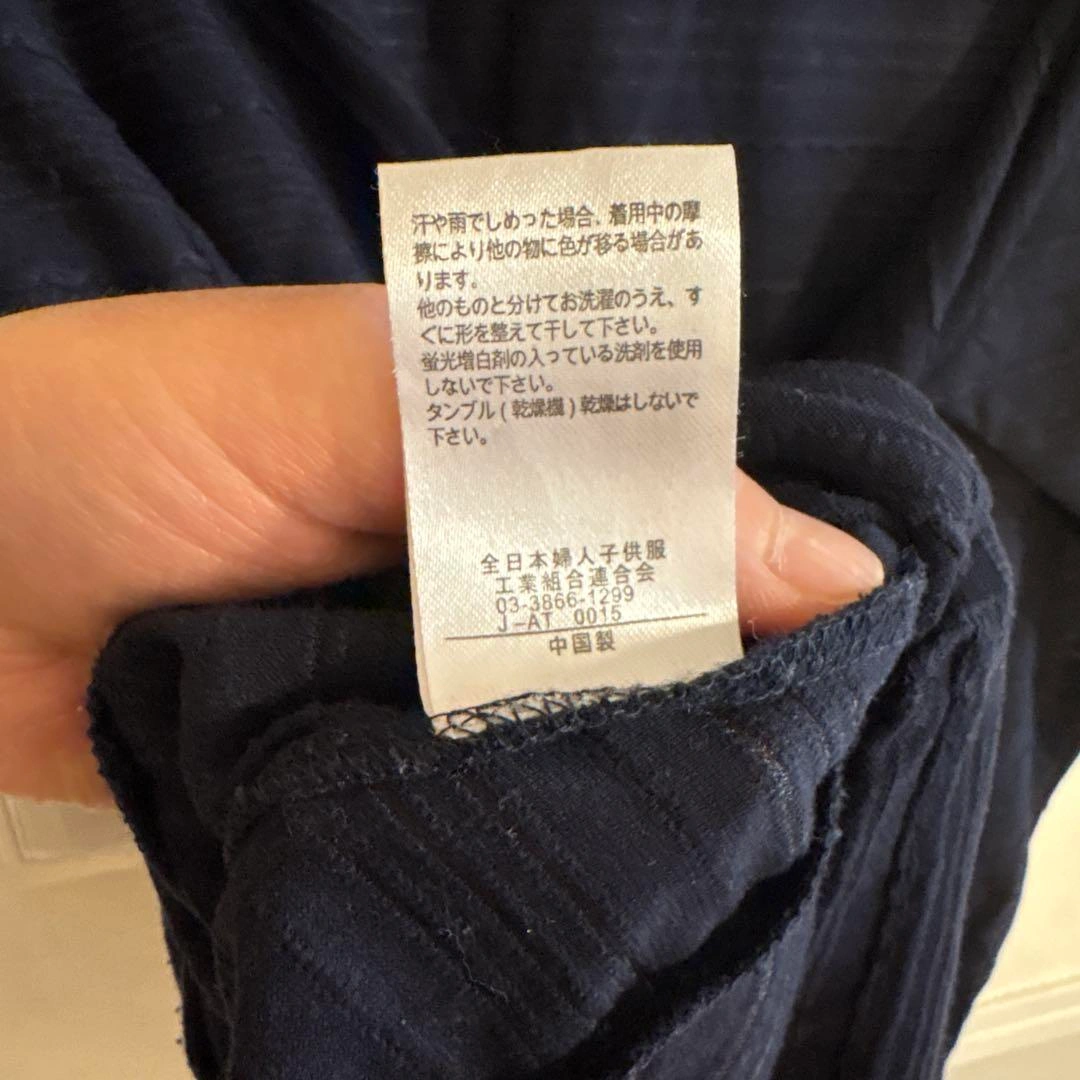 汗や雨でしめった場合、着用中の摩
擦により他の物に色が移る場合があ
ります。
他のものと分けてお洗濯のうえ、す
ぐに形を整えて干して下さい。
蛍光増白剤の入っている洗剤を使用
しないで下さい。
タンブル(乾燥機)乾燥はしないで
下さい。
全日本婦人子供服
工業組合連合会
03-3866-1299
J-AT 0015
中国製